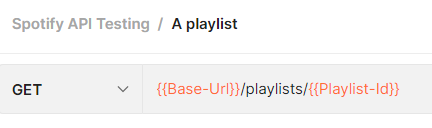 Spotify API Testing / A playlist
GET {{Base-Url}}/playlists/{{Playlist-Id}}